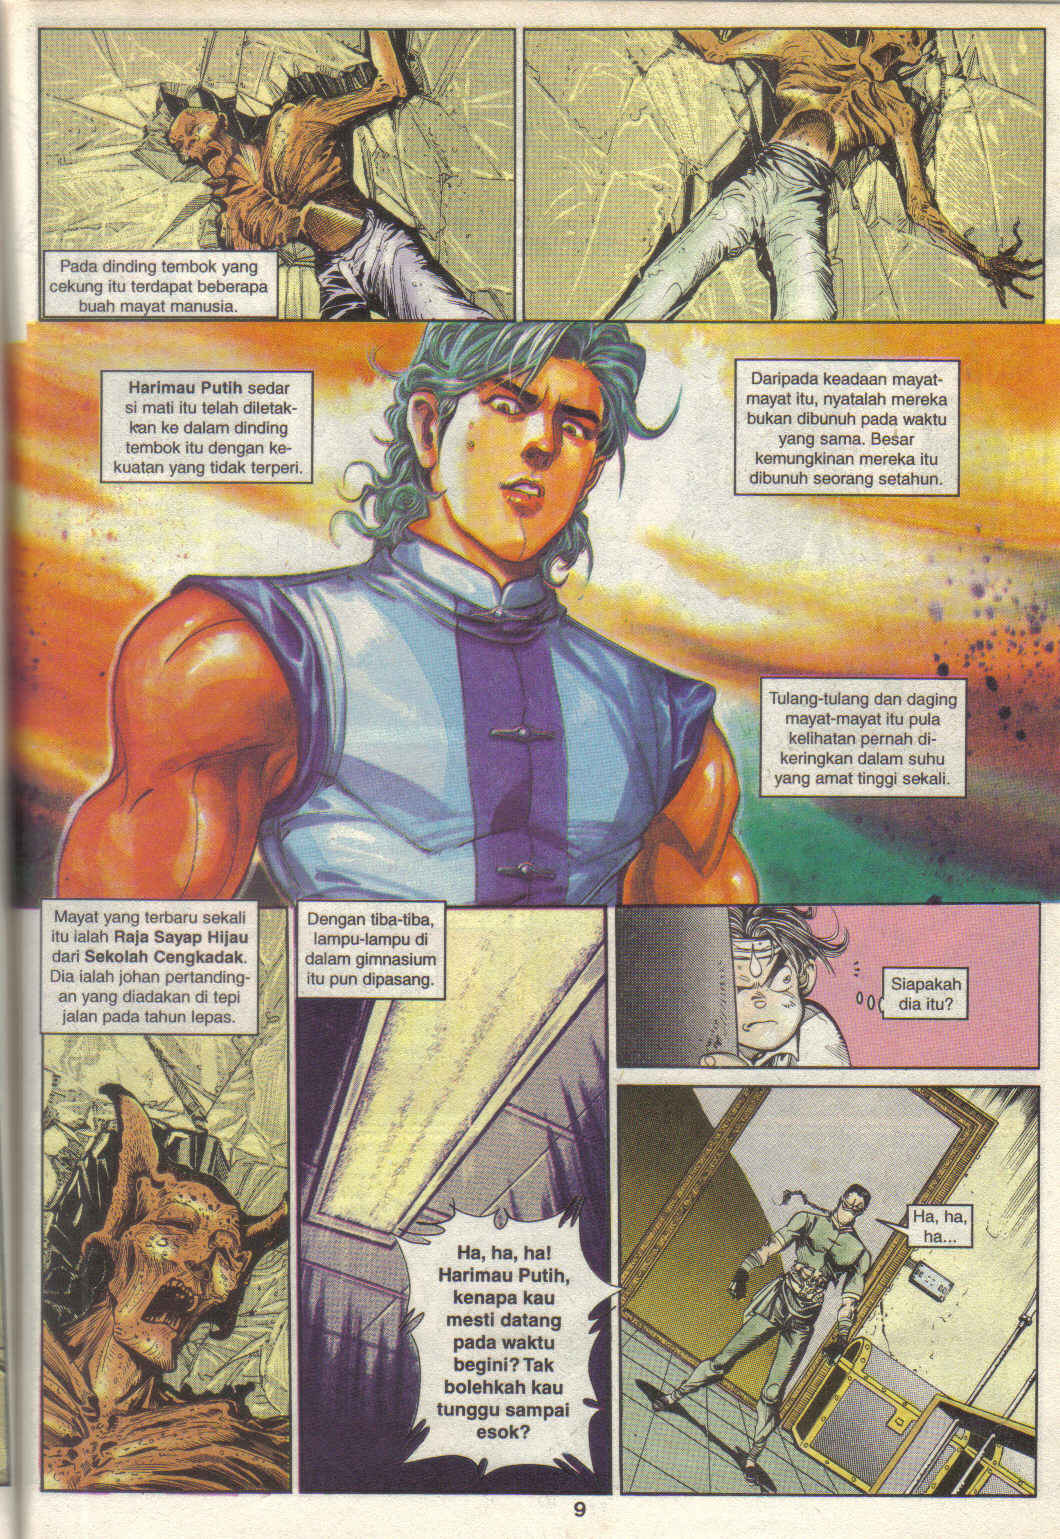 Pada dinding tembok yang
cekung itu terdapat beberapa
buah mayat manusia.
Harimau Putih sedar
si mati itu telah diletak-
kan ke dalam dinding
tembok itu dengan ke-
kuatan yang tidak terperi.
Daripada keadaan mayat-
mayat itu, nyatalah mereka
bukan dibunuh pada waktu
yang sama. Besar
kemungkinan mereka itu
dibunuh seorang setahun.
Tulang-tulang dan daging
mayat-mayat itu pula
kelihatan pernah di-
keringkan dalam suhu
yang amat tinggi sekali.
Mayat yang terbaru sekali
itu ialah Raja Sayap Hijau
dari Sekolah Cengkadak.
Dia ialah johan pertanding-
an yang diadakan di tepi
jalan pada tahun lepas.
Dengan tiba-tiba,
lampu-lampu di
dalam gimnasium
itu pun dipasang.
Siapakah
dia itu?
Ha, ha, ha!
Harimau Putih,
kenapa kau
mesti datang
pada waktu
begini? Tak
bolehkah kau
tunggu sampai
esok?
Ha, ha,
ha...
9